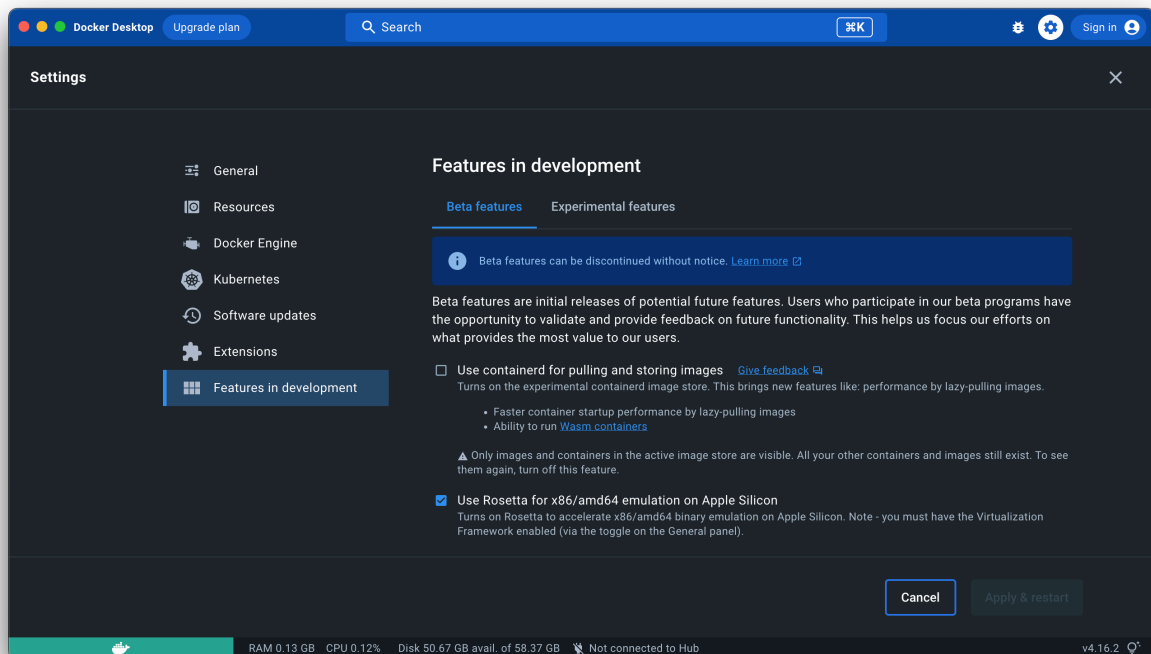 Docker Desktop
Upgrade plan
Search
⌘K
Sign in
Settings
General
Resources
Docker Engine
Kubernetes
Software updates
Extensions
Features in development
Features in development
Beta features
Experimental features
Beta features can be discontinued without notice. Learn more
Beta features are initial releases of potential future features. Users who participate in our beta programs have
the opportunity to validate and provide feedback on future functionality. This helps us focus our efforts on
what provides the most value to our users.
Use containerd for pulling and storing images Give feedback
Turns on the experimental containerd image store. This brings new features like: performance by lazy-pulling images.
• Faster container startup performance by lazy-pulling images
• Ability to run Wasm containers
Only images and containers in the active image store are visible. All your other containers and images still exist. To see
them again, turn off this feature.
Use Rosetta for x86/amd64 emulation on Apple Silicon
Turns on Rosetta to accelerate x86/amd64 binary emulation on Apple Silicon. Note - you must have the Virtualization
Framework enabled (via the toggle on the General panel).
Cancel
Apply & restart
RAM 0.13 GB CPU 0.12% Disk 50.67 GB avail. of 58.37 GB Not connected to Hub
v4.16.2